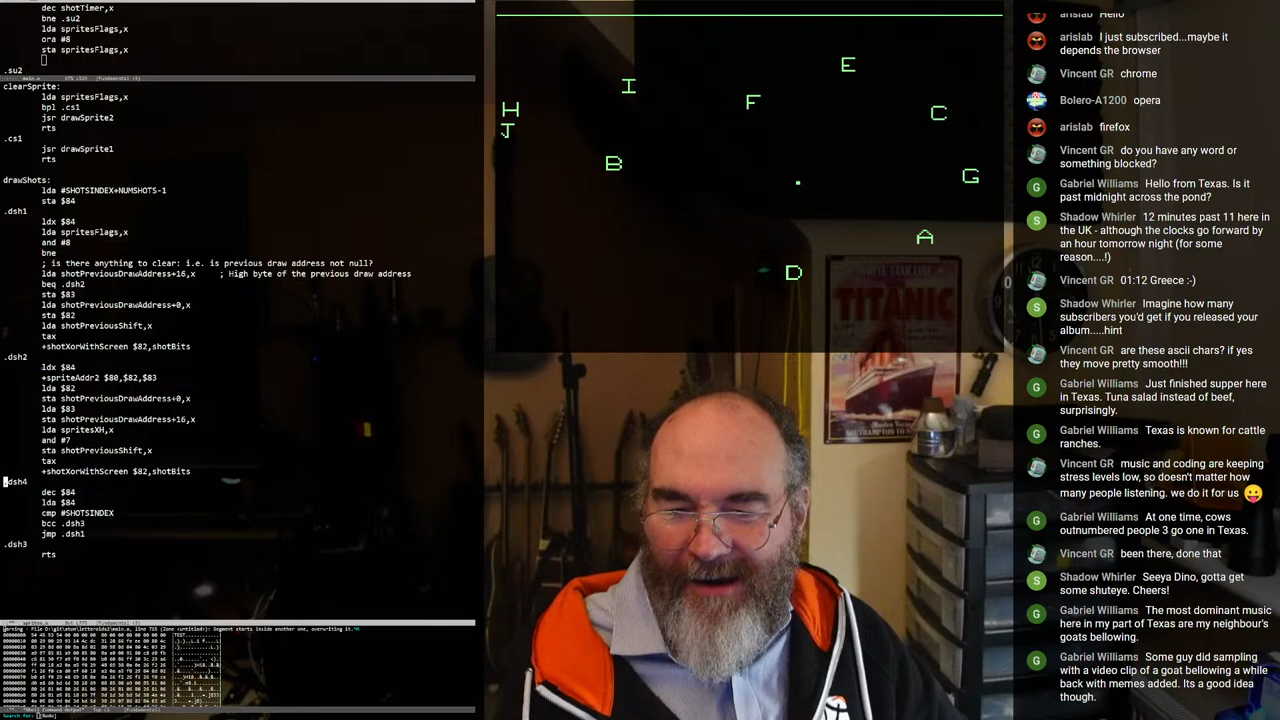 dec shotTimer,x
bne .su2
lda spritesFlags,x
ora #8
sta spritesFlags,x
.su2
clearSprite:
lda spritesFlags,x
bpl .cs1
jsr drawSprite2
rts
.cs1
jsr drawSprite1
rts
drawShots:
lda #SHOTSINDEX+NUMSHOTS-1
sta $84
.dsh1
ldx $84
lda spritesFlags,x
and #8
bne
; is there anything to clear: i.e. is previous draw address not null?
lda shotPreviousDrawAddress+16,x ; High byte of the previous draw address
beq .dsh2
sta $83
lda shotPreviousDrawAddress+0,x
sta $82
lda shotPreviousShift,x
tax
+shotXorWithScreen $82,shotBits
.dsh2
ldx $84
+spriteAddr2 $80,$82,$83
lda $82
sta shotPreviousDrawAddress+0,x
lda $83
sta shotPreviousDrawAddress+16,x
lda spritesXH,x
and #7
sta shotPreviousShift,x
tax
+shotXorWithScreen $82,shotBits
.dsh4
dec $84
lda $84
cmp #SHOTSINDEX
bcc .dsh3
jmp .dsh1
.dsh3
rts
E
I
F
H
C
J
B
G
A
D
0
WHITE STAR LINE
TITANIC
SOUTHAMPTON
arislab Hello
arislab I just subscribed...maybe it
depends the browser
Vincent GR chrome
Bolero-A1200 opera
arislab firefox
Vincent GR do you have any word or
something blocked?
Gabriel Williams Hello from Texas. Is it
past midnight across the pond?
Shadow Whirler 12 minutes past 11 here in
the UK - although the clocks go forward by
an hour tomorrow night (for some
reason....!)
Vincent GR 01:12 Greece :-)
Shadow Whirler Imagine how many
subscribers you'd get if you released your
album.....hint
Vincent GR are these ascii chars? if yes
they move pretty smooth!!!
Gabriel Williams Just finished supper here
in Texas. Tuna salad instead of beef,
surprisingly.
Gabriel Williams Texas is known for cattle
ranches.
Vincent GR music and coding are keeping
stress levels low, so doesn't matter how
many people listening. we do it for us 😛
Gabriel Williams At one time, cows
outnumbered people 3 go one in Texas.
Vincent GR been there, done that
Shadow Whirler Seeya Dino, gotta get
some shuteye. Cheers!
Gabriel Williams The most dominant music
here in my part of Texas are my neighbour's
goats bellowing.
Gabriel Williams Some guy did sampling
with a video clip of a goat bellowing a while
back with memes added. Its a good idea
though.